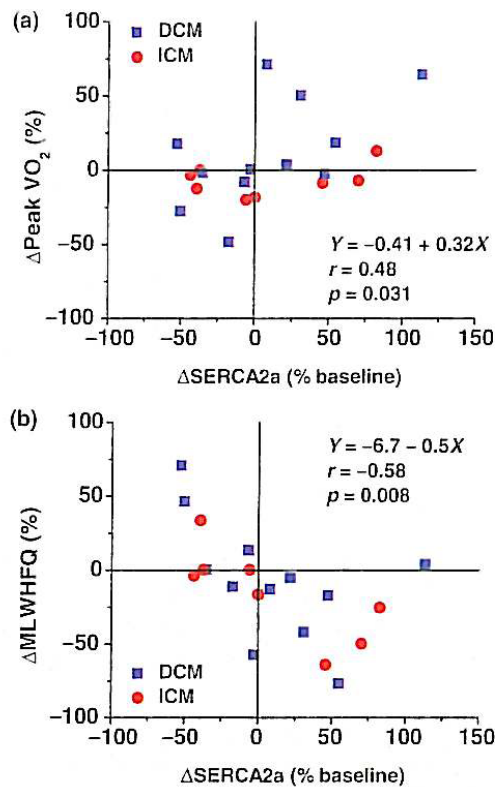 (a)
DCM
ICM
ΔPeak VO₂ (%)
100
50
0
−50
−100
Y = −0.41 + 0.32X
r = 0.48
p = 0.031
−100 −50 0 50 100 150
ΔSERCA2a (% baseline)
(b)
ΔMLWHFQ (%)
100
50
0
−50
−100
Y = −6.7 − 0.5X
r = −0.58
p = 0.008
DCM
ICM
−100 −50 0 50 100 150
ΔSERCA2a (% baseline)